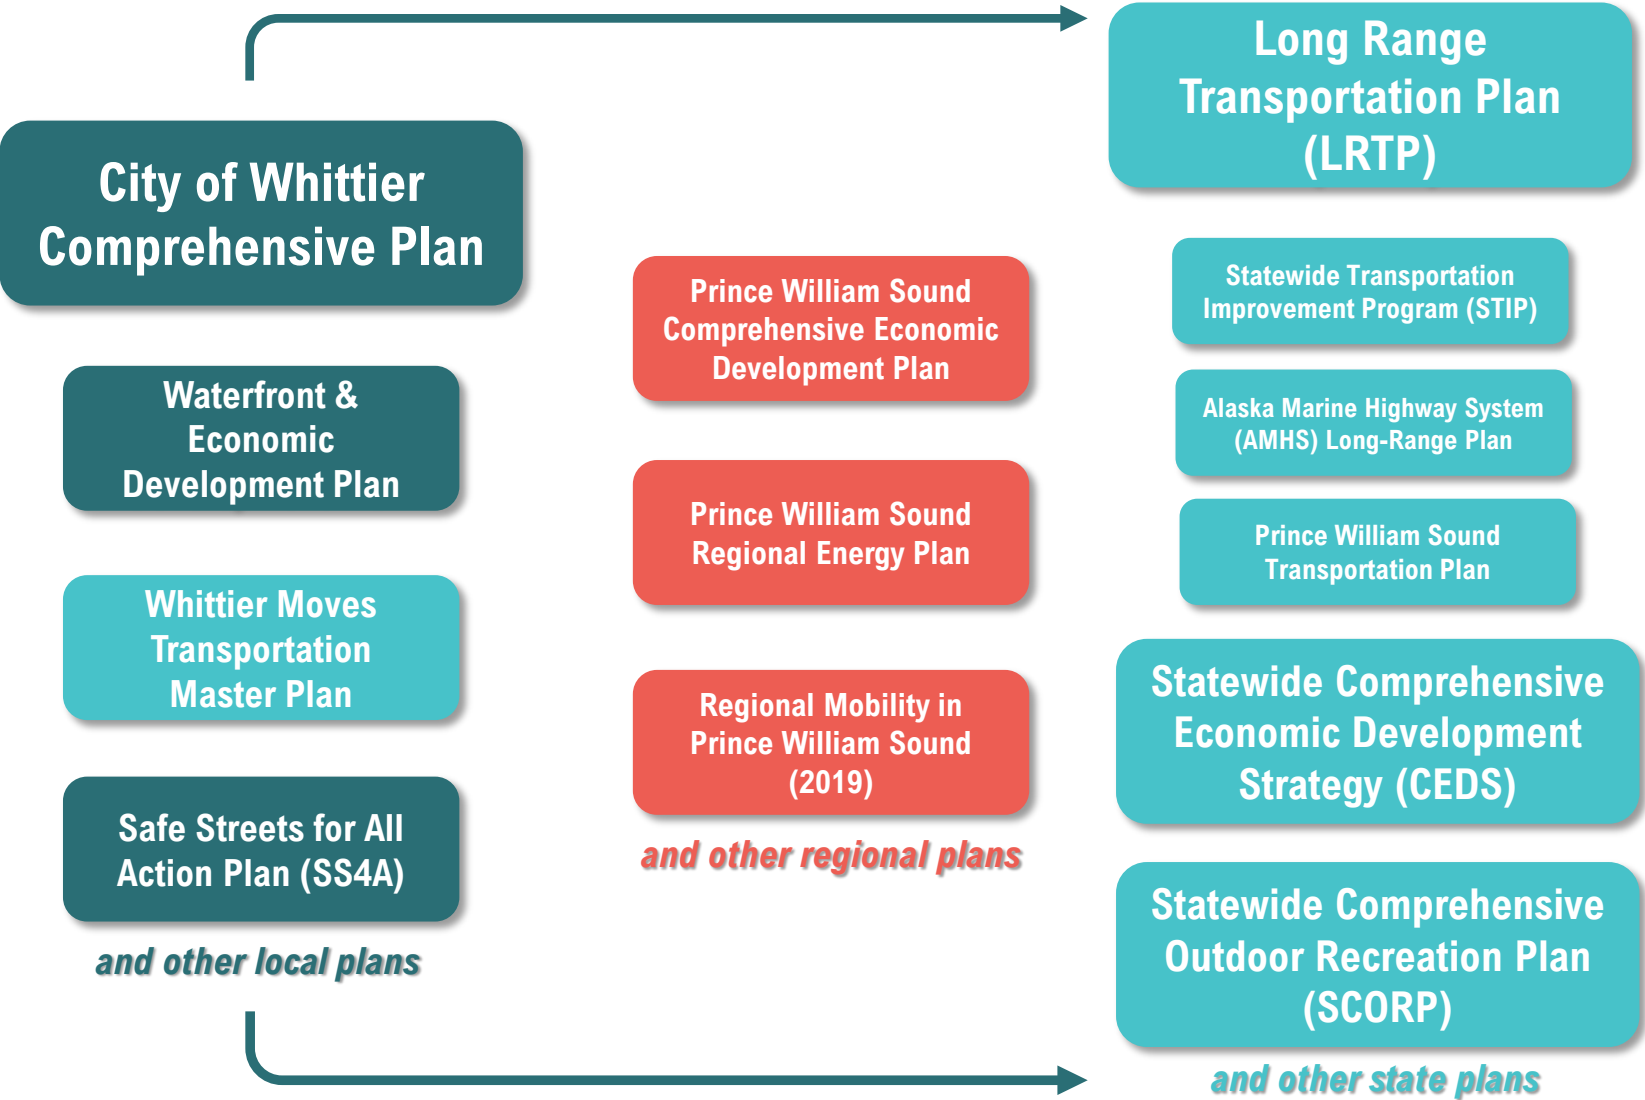 City of Whittier
Comprehensive Plan
Waterfront &
Economic
Development Plan
Whittier Moves
Transportation
Master Plan
Safe Streets for All
Action Plan (SS4A)
and other local plans
Prince William Sound
Comprehensive Economic
Development Plan
Prince William Sound
Regional Energy Plan
Regional Mobility in
Prince William Sound
(2019)
and other regional plans
Long Range
Transportation Plan
(LRTP)
Statewide Transportation
Improvement Program (STIP)
Alaska Marine Highway System
(AMHS) Long-Range Plan
Prince William Sound
Transportation Plan
Statewide Comprehensive
Economic Development
Strategy (CEDS)
Statewide Comprehensive
Outdoor Recreation Plan
(SCORP)
and other state plans